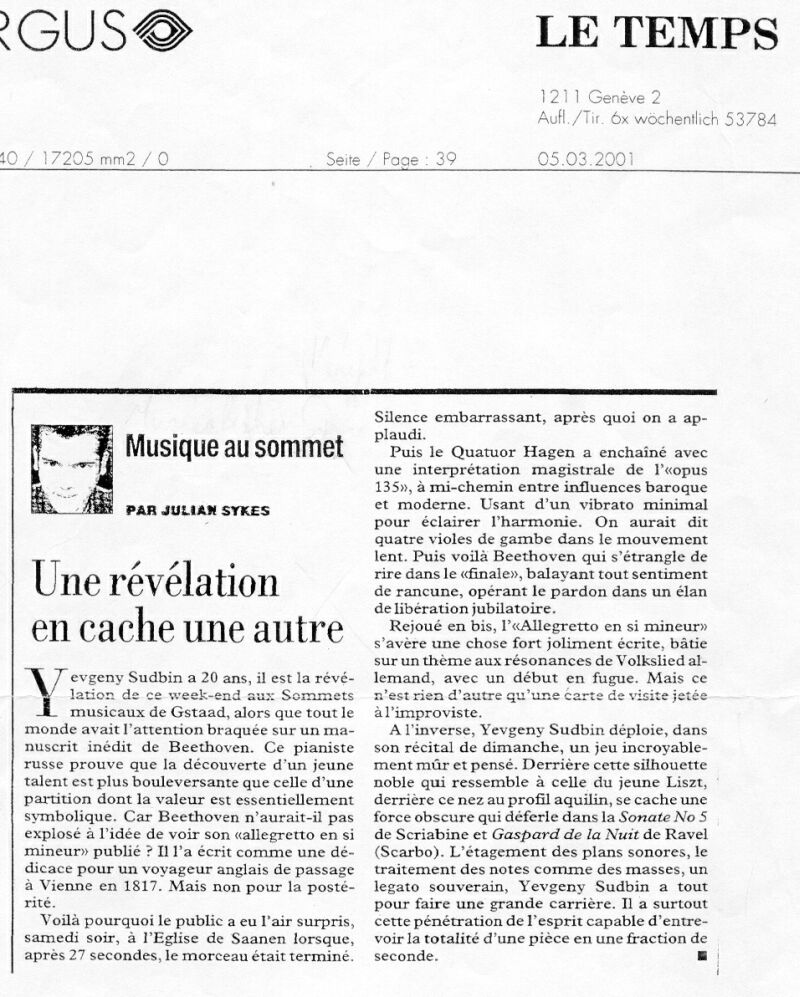 RGUS
LE TEMPS
1211 Genève 2
Aufl./Tir. 6x wöchentlich 53784
40 / 17205 mm2 / 0
Seite / Page : 39
05.03.2001
Musique au sommet
PAR JULIAN SYKES
Une révélation
en cache une autre
Yevgeny Sudbin a 20 ans, il est la révé-
lation de ce week-end aux Sommets
musicaux de Gstaad, alors que tout le
monde avait l'attention braquée sur un ma-
nuscrit inédit de Beethoven. Ce pianiste
russe prouve que la découverte d'un jeune
talent est plus bouleversante que celle d'une
partition dont la valeur est essentiellement
symbolique. Car Beethoven n'aurait-il pas
explosé à l'idée de voir son «allegretto en si
mineur» publié ? Il l'a écrit comme une dé-
dicace pour un voyageur anglais de passage
à Vienne en 1817. Mais non pour la posté-
rité.
Voilà pourquoi le public a eu l'air surpris,
samedi soir, à l'Eglise de Saanen lorsque,
après 27 secondes, le morceau était terminé.
Silence embarrassant, après quoi on a ap-
plaudi.
Puis le Quatuor Hagen a enchaîné avec
une interprétation magistrale de l'«opus
135», à mi-chemin entre influences baroque
et moderne. Usant d'un vibrato minimal
pour éclairer l'harmonie. On aurait dit
quatre violes de gambe dans le mouvement
lent. Puis voilà Beethoven qui s'étrangle de
rire dans le «finale», balayant tout sentiment
de rancune, opérant le pardon dans un élan
de libération jubilatoire.
Rejoué en bis, l'«Allegretto en si mineur»
s'avère une chose fort joliment écrite, bâtie
sur un thème aux résonances de Volkslied al-
lemand, avec un début en fugue. Mais ce
n'est rien d'autre qu'une carte de visite jetée
à l'improviste.
A l'inverse, Yevgeny Sudbin déploie, dans
son récital de dimanche, un jeu incroyable-
ment mûr et pensé. Derrière cette silhouette
noble qui ressemble à celle du jeune Liszt,
derrière ce nez au profil aquilin, se cache une
force obscure qui déferle dans la Sonate No 5
de Scriabine et Gaspard de la Nuit de Ravel
(Scarbo). L'étagement des plans sonores, le
traitement des notes comme des masses, un
legato souverain, Yevgeny Sudbin a tout
pour faire une grande carrière. Il a surtout
cette pénétration de l'esprit capable d'entre-
voir la totalité d'une pièce en une fraction de
seconde.